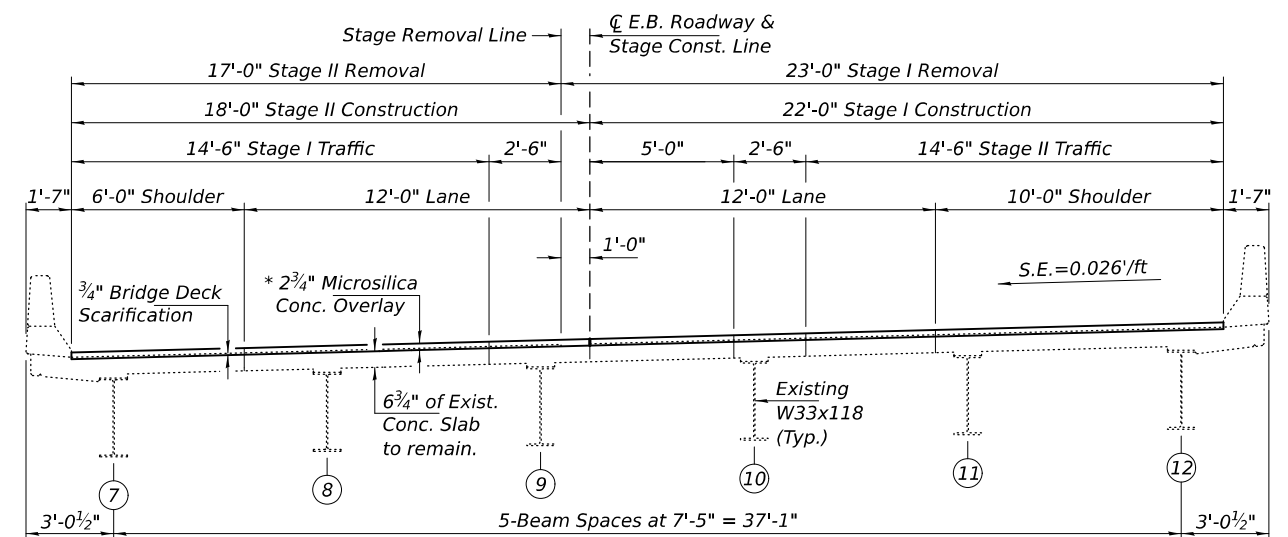 Stage Removal Line
℄ E.B. Roadway &
Stage Const. Line
17'-0" Stage II Removal
23'-0" Stage I Removal
18'-0" Stage II Construction
22'-0" Stage I Construction
14'-6" Stage I Traffic
2'-6"
5'-0"
2'-6"
14'-6" Stage II Traffic
1'-7"
6'-0" Shoulder
12'-0" Lane
12'-0" Lane
10'-0" Shoulder
1'-7"
1'-0"
S.E.=0.026'/ft
¾" Bridge Deck
Scarification
* 2¾" Microsilica
Conc. Overlay
6¾" of Exist.
Conc. Slab
to remain.
Existing
W33x118
(Typ.)
7
8
9
10
11
12
3'-0½"
5-Beam Spaces at 7'-5" = 37'-1"
3'-0½"